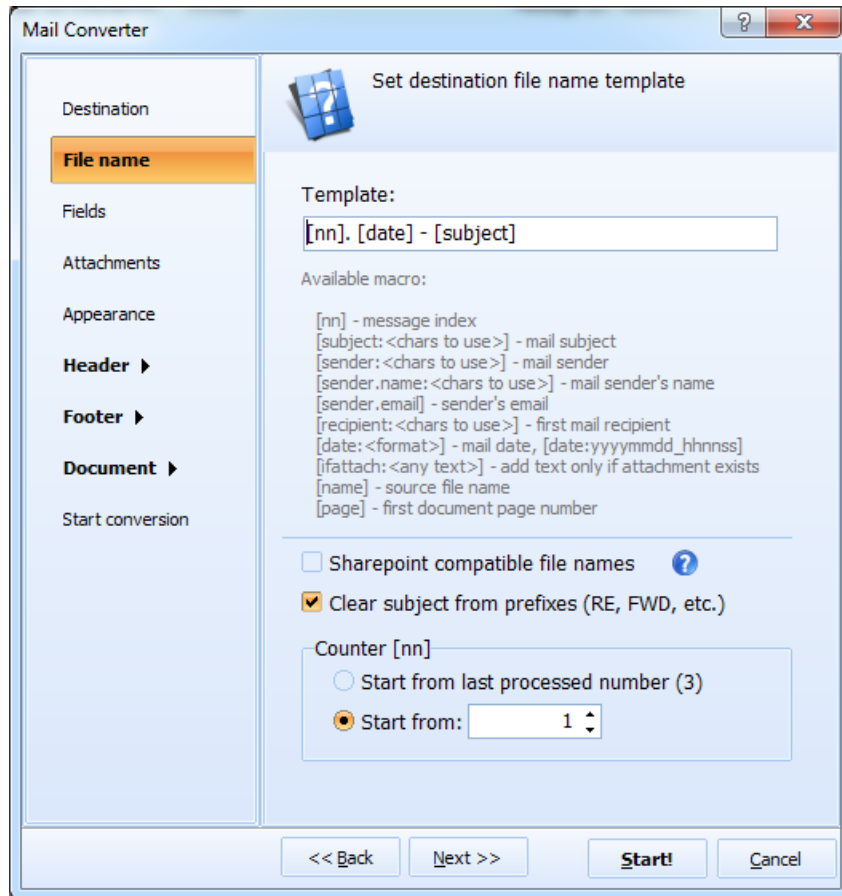 Mail Converter
Destination
File name
Fields
Attachments
Appearance
Header
Footer
Document
Start conversion
Set destination file name template
Template:
[nn]. [date] - [subject]
Available macro:
[nn] - message index
[subject:<chars to use>] - mail subject
[sender:<chars to use>] - mail sender
[sender.name:<chars to use>] - mail sender's name
[sender.email] - sender's email
[recipient:<chars to use>] - first mail recipient
[date:<format>] - mail date, [date:yyyymmdd_hhnnss]
[ifattach:<any text>] - add text only if attachment exists
[name] - source file name
[page] - first document page number
Sharepoint compatible file names
Clear subject from prefixes (RE, FWD, etc.)
Counter [nn]
Start from last processed number (3)
Start from: 1
<< Back Next >> Start! Cancel